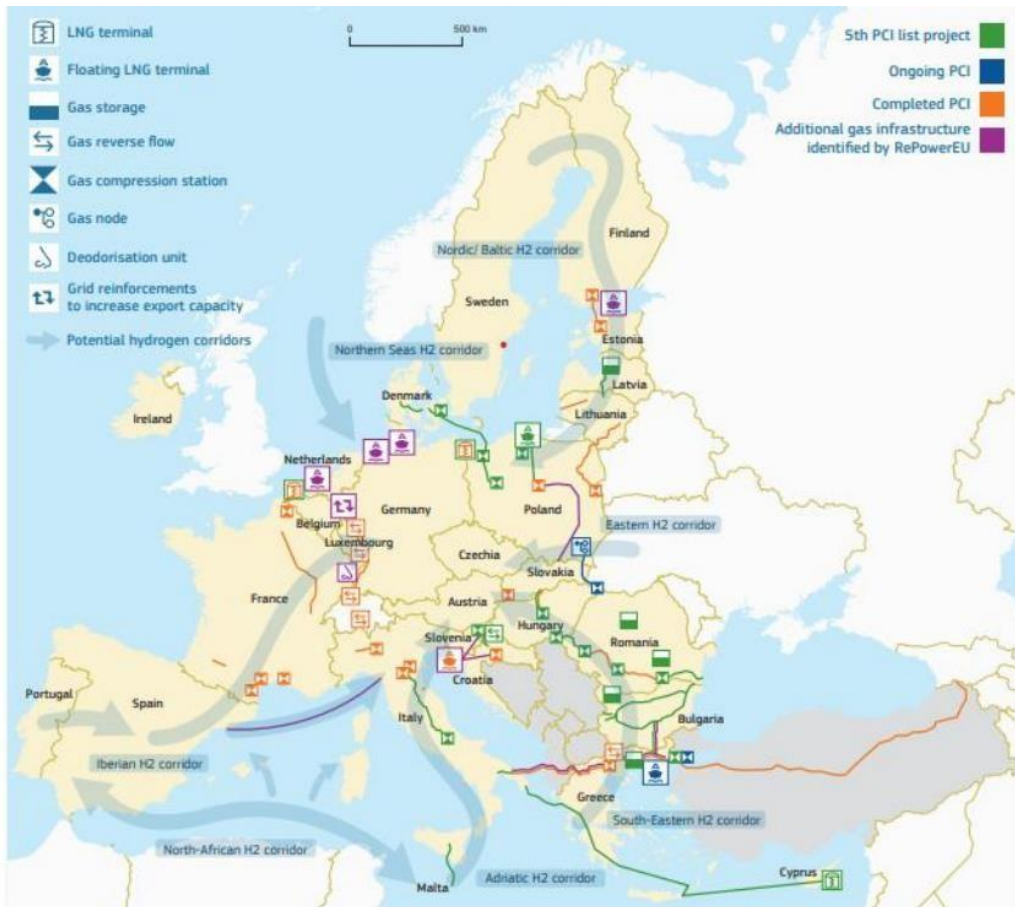 LNG terminal
Floating LNG terminal
Gas storage
Gas reverse flow
Gas compression station
Gas node
Deodorisation unit
Grid reinforcements
to increase export capacity
Potential hydrogen corridors
0 500 km
5th PCI list project
Ongoing PCI
Completed PCI
Additional gas infrastructure
identified by RePowerEU
Finland
Nordic/ Baltic H2 corridor
Sweden
Estonia
Northern Seas H2 corridor
Latvia
Denmark
Lithuania
Ireland
Netherlands
Germany
Poland
Belgium
Eastern H2 corridor
Luxembourg
Czechia
Slovakia
France
Austria
Hungary
Slovenia
Romania
Croatia
Portugal
Spain
Italy
Bulgaria
Iberian H2 corridor
Greece
South-Eastern H2 corridor
North-African H2 corridor
Adriatic H2 corridor
Cyprus
Malta